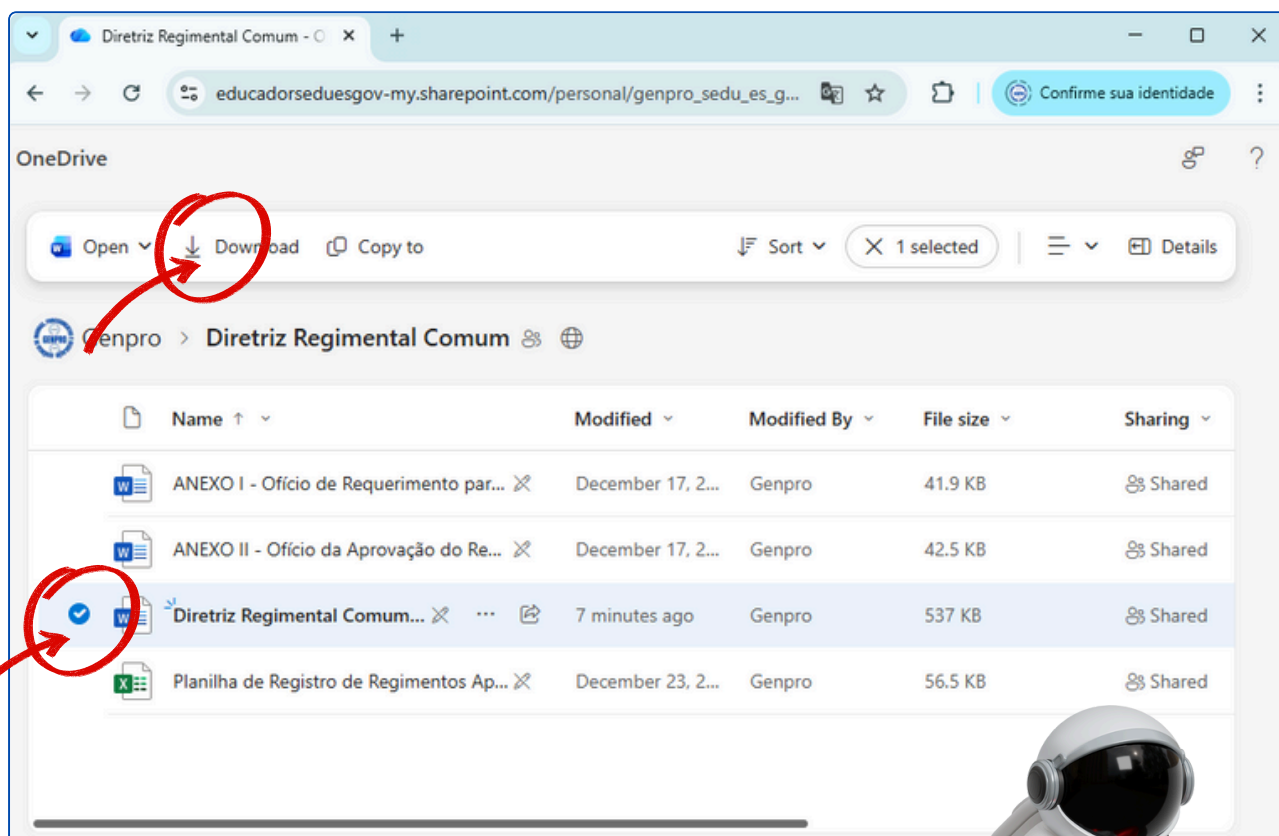 Diretriz Regimental Comum - O
educadorseduesgov-my.sharepoint.com/personal/genpro_sedu_es_g... Confirme sua identidade
OneDrive
Open Download Copy to Sort 1 selected Details
Genpro > Diretriz Regimental Comum
Name Modified Modified By File size Sharing
ANEXO I - Ofício de Requerimento par... December 17, 2... Genpro 41.9 KB Shared
ANEXO II - Ofício da Aprovação do Re... December 17, 2... Genpro 42.5 KB Shared
Diretriz Regimental Comum... 7 minutes ago Genpro 537 KB Shared
Planilha de Registro de Regimentos Ap... December 23, 2... Genpro 56.5 KB Shared